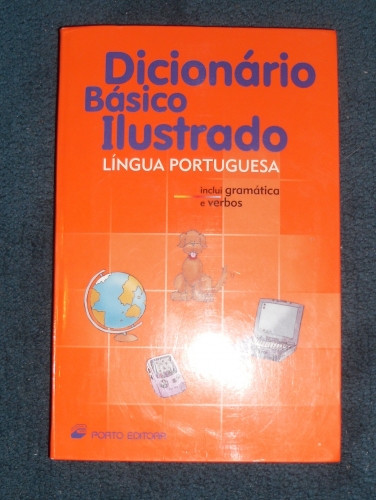 Dicionário
Básico
Ilustrado
LÍNGUA PORTUGUESA
inclui gramática
e verbos
PORTO EDITORA